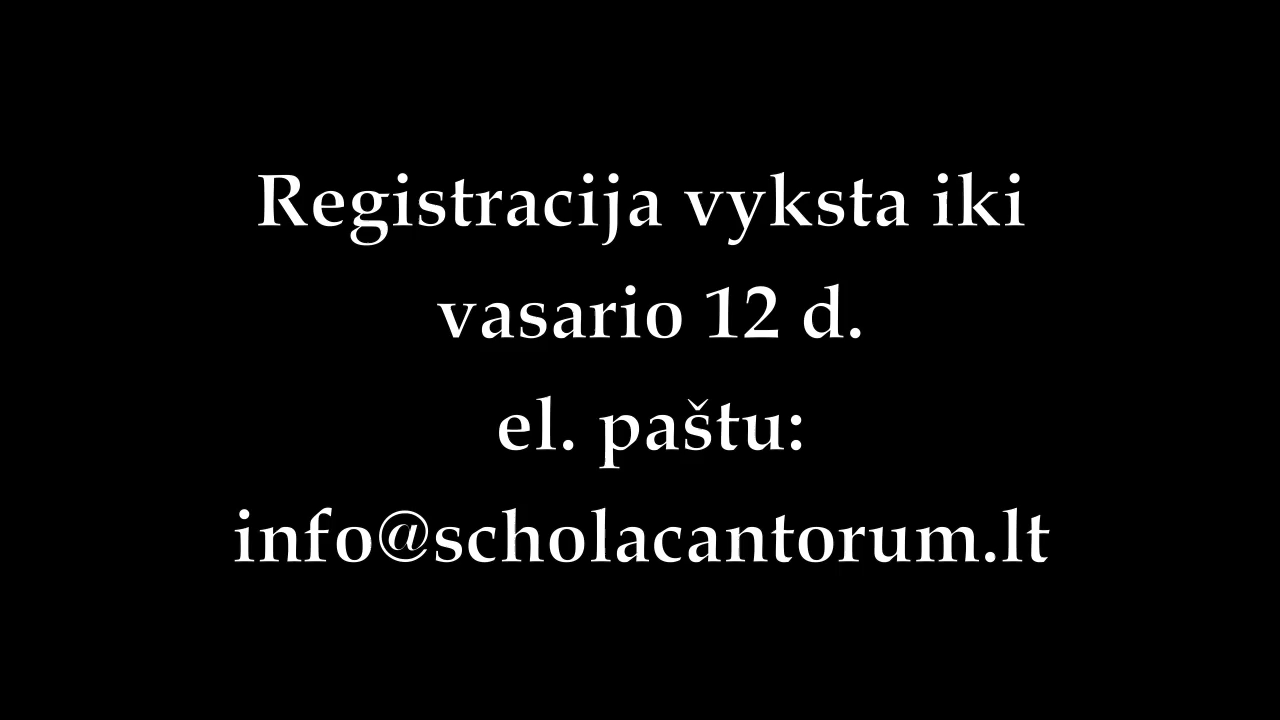 Registracija vyksta iki
vasario 12 d.
el. paštu:
info@scholacantorum.lt